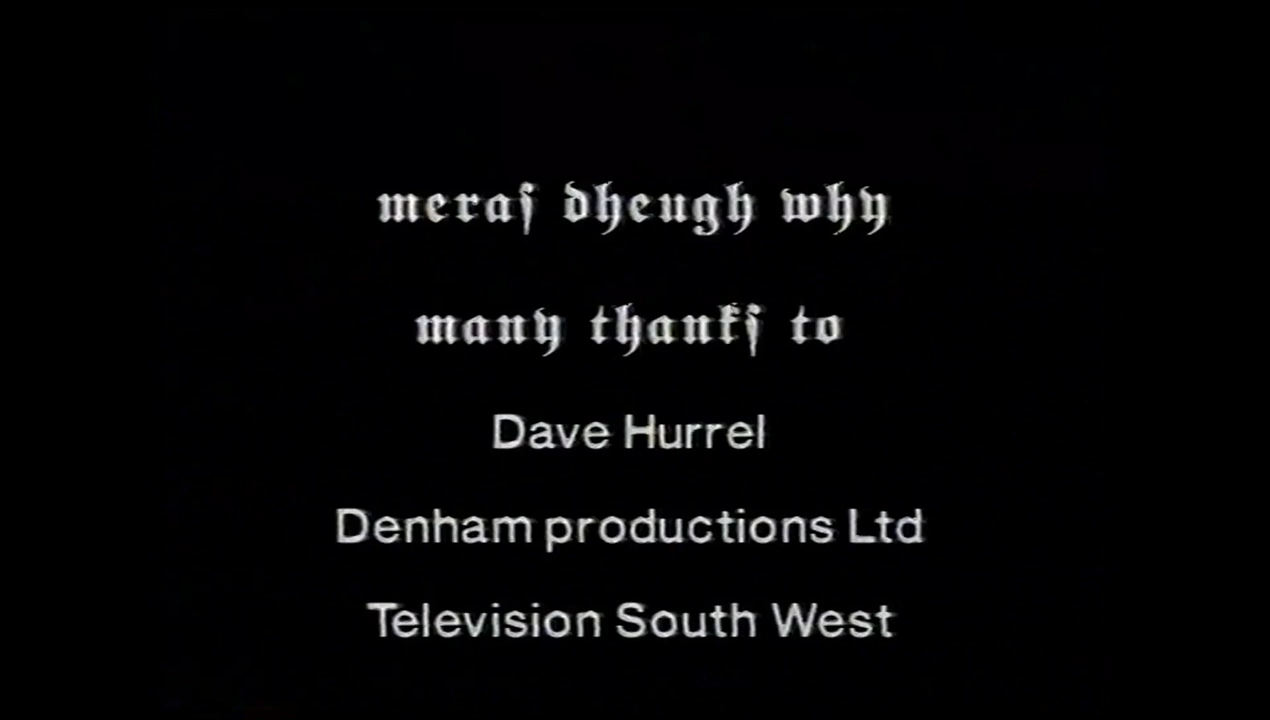 meras dheugh why
many thanks to
Dave Hurrel
Denham productions Ltd
Television South West